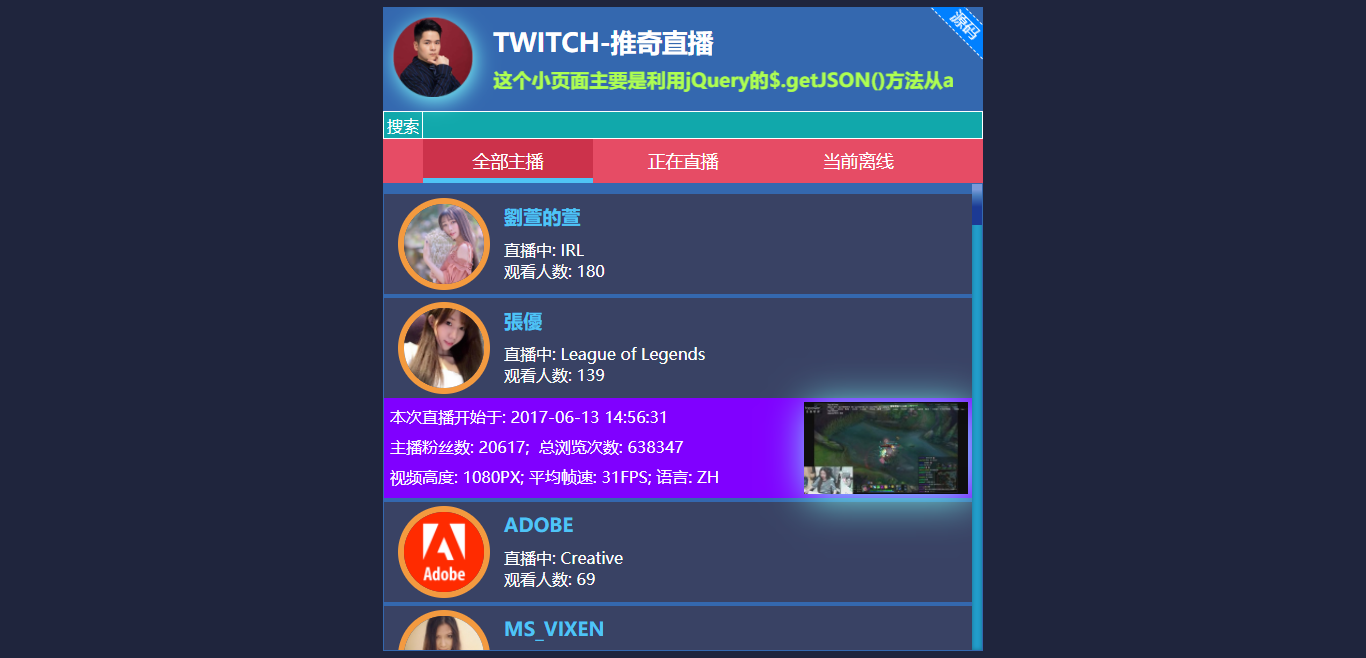 TWITCH-推奇直播
源码
这个小页面主要是利用jQuery的$.getJSON()方法从a
搜索
全部主播 正在直播 当前离线
劉萱的萱
直播中: IRL
观看人数: 180
張優
直播中: League of Legends
观看人数: 139
本次直播开始于: 2017-06-13 14:56:31
主播粉丝数: 20617; 总浏览次数: 638347
视频高度: 1080PX; 平均帧速: 31FPS; 语言: ZH
Adobe
ADOBE
直播中: Creative
观看人数: 69
MS_VIXEN